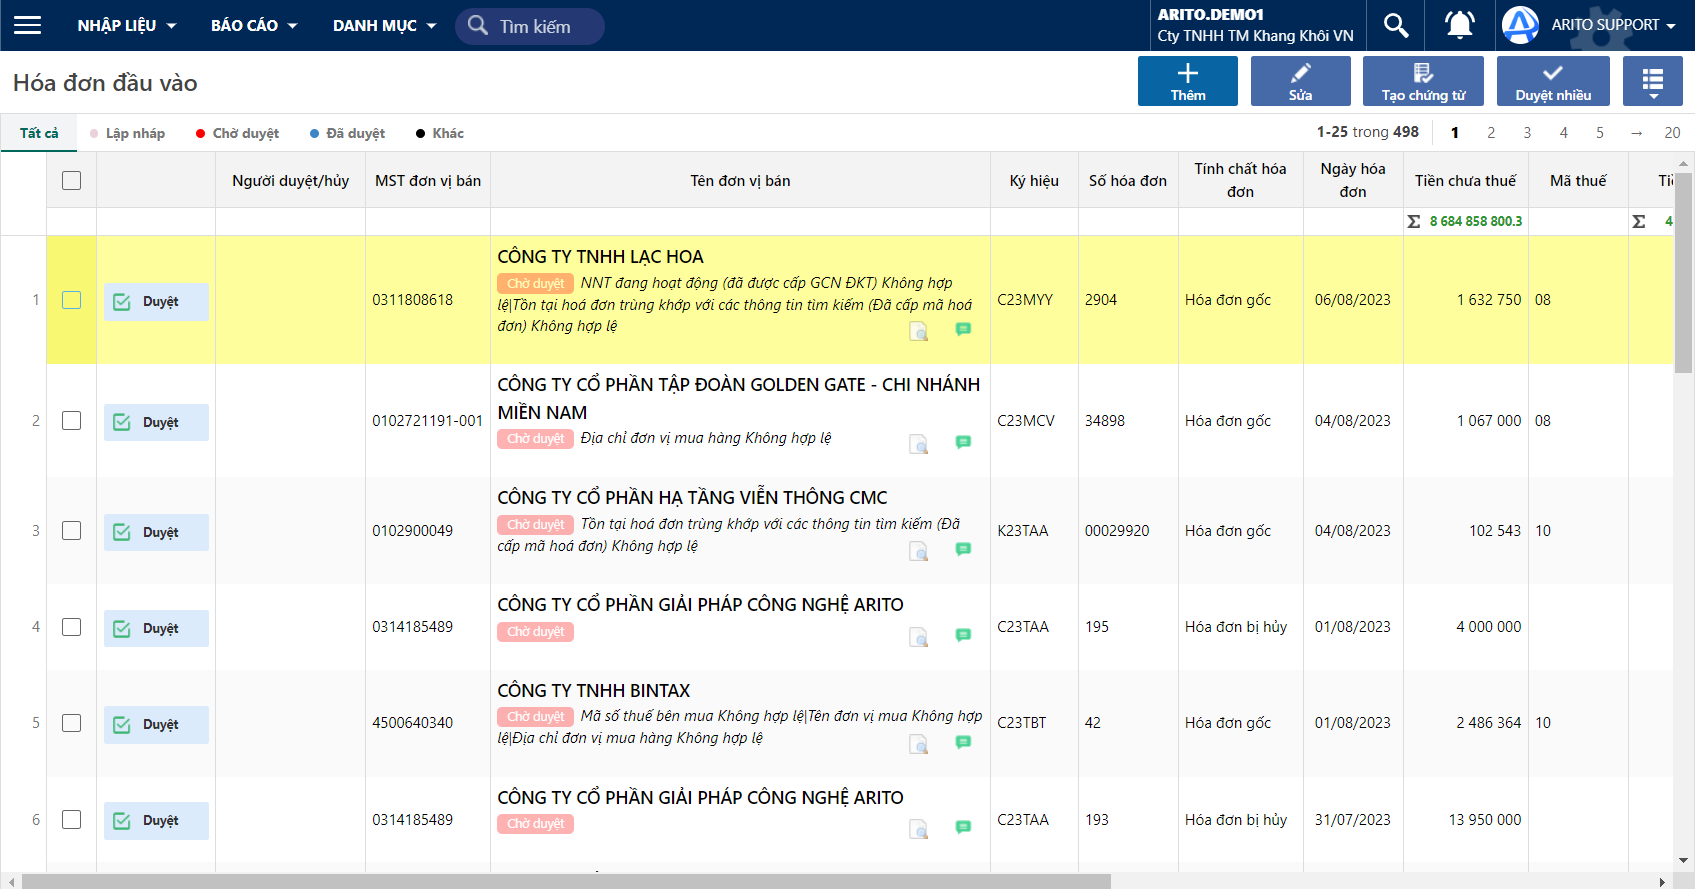 NHẬP LIỆU
BÁO CÁO
DANH MỤC
Tìm kiếm
ARITO.DEMO1
Cty TNHH TM Khang Khôi VN
ARITO SUPPORT
Hóa đơn đầu vào
Thêm
Sửa
Tạo chứng từ
Duyệt nhiều
Tất cả
Lập nháp
Chờ duyệt
Đã duyệt
Khác
1-25 trong 498
1 2 3 4 5 → 20
Người duyệt/hủy
MST đơn vị bán
Tên đơn vị bán
Ký hiệu
Số hóa đơn
Tính chất hóa
đơn
Ngày hóa
đơn
Tiền chưa thuế
Mã thuế
Σ 8 684 858 800.3
Σ 4
1
Duyệt
0311808618
CÔNG TY TNHH LẠC HOA
Chờ duyệt NNT đang hoạt động (đã được cấp GCN ĐKT) Không hợp
lệ|Tồn tại hoá đơn trùng khớp với các thông tin tìm kiếm (Đã cấp mã hoá
đơn) Không hợp lệ
C23MYY
2904
Hóa đơn gốc
06/08/2023
1 632 750
08
2
Duyệt
0102721191-001
CÔNG TY CỔ PHẦN TẬP ĐOÀN GOLDEN GATE - CHI NHÁNH
MIỀN NAM
Chờ duyệt Địa chỉ đơn vị mua hàng Không hợp lệ
C23MCV
34898
Hóa đơn gốc
04/08/2023
1 067 000
08
3
Duyệt
0102900049
CÔNG TY CỔ PHẦN HẠ TẦNG VIỄN THÔNG CMC
Chờ duyệt Tồn tại hoá đơn trùng khớp với các thông tin tìm kiếm (Đã
cấp mã hoá đơn) Không hợp lệ
K23TAA
00029920
Hóa đơn gốc
04/08/2023
102 543
10
4
Duyệt
0314185489
CÔNG TY CỔ PHẦN GIẢI PHÁP CÔNG NGHỆ ARITO
Chờ duyệt
C23TAA
195
Hóa đơn bị hủy
01/08/2023
4 000 000
5
Duyệt
4500640340
CÔNG TY TNHH BINTAX
Chờ duyệt Mã số thuế bên mua Không hợp lệ|Tên đơn vị mua Không hợp
lệ|Địa chỉ đơn vị mua hàng Không hợp lệ
C23TBT
42
Hóa đơn gốc
01/08/2023
2 486 364
10
6
Duyệt
0314185489
CÔNG TY CỔ PHẦN GIẢI PHÁP CÔNG NGHỆ ARITO
Chờ duyệt
C23TAA
193
Hóa đơn bị hủy
31/07/2023
13 950 000